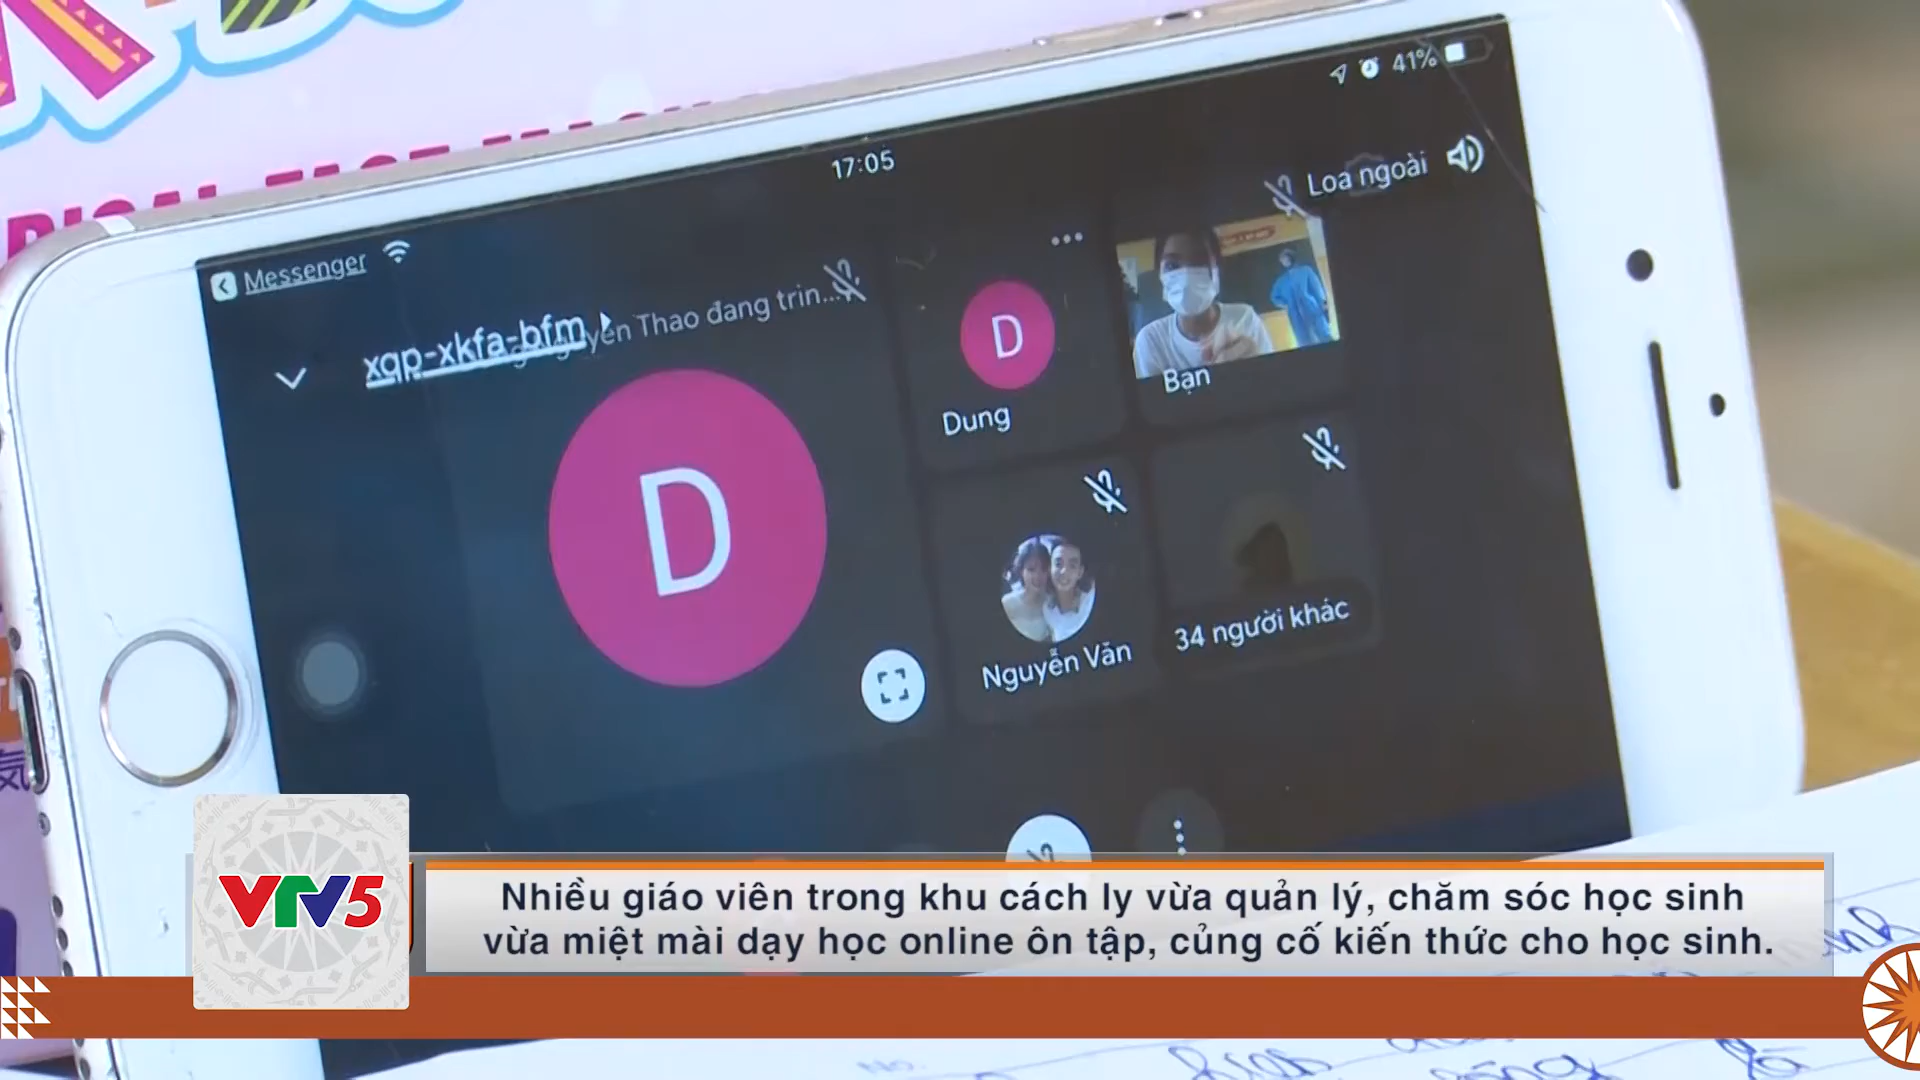 17:05
41%
Messenger
Loa ngoài
xqp-xkfa-bfm
Thao đang trin...
D
D
Dung
Bạn
Nguyễn Văn
34 người khác
VTV5
Nhiều giáo viên trong khu cách ly vừa quản lý, chăm sóc học sinh
vừa miệt mài dạy học online ôn tập, củng cố kiến thức cho học sinh.